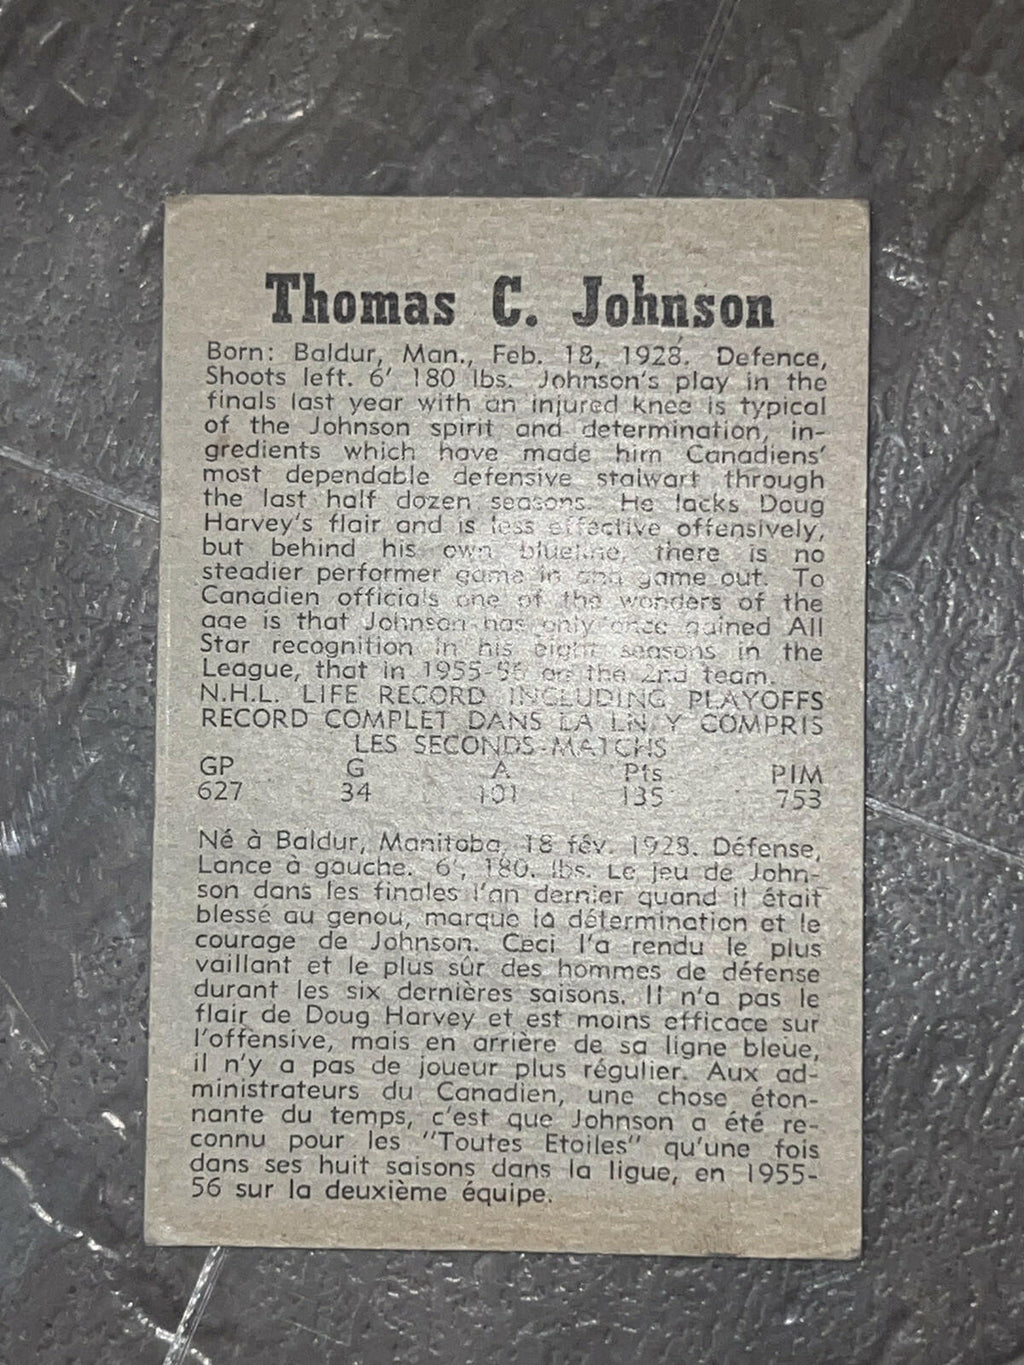 Thomas C. Johnson
Born: Baldur, Man., Feb. 18, 1928. Defence,
Shoots left. 6' 180 lbs. Johnson's play in the
finals last year with an injured knee is typical
of the Johnson spirit and determination, in-
gredients which have made him Canadiens'
most dependable defensive stalwart through
the last half dozen seasons. He lacks Doug
Harvey's flair and is less effective offensively,
but behind his own blueline, there is no
steadier performer game in and game out. To
Canadien officials one of the wonders of the
age is that Johnson has only once gained All
Star recognition in his eight seasons in the
League, that in 1955-56 on the 2nd team.
N.H.L. LIFE RECORD INCLUDING PLAYOFFS
RECORD COMPLET DANS LA LN Y COMPRIS
LES SECONDS-MATCHS
GP G A Pts PIM
627 34 101 135 753
Né à Baldur, Manitoba, 18 fév. 1928. Défense,
Lance à gauche. 6', 180. lbs. Le jeu de John-
son dans les finales l'an dernier quand il était
blessé au genou, marque la détermination et le
courage de Johnson. Ceci l'a rendu le plus
vaillant et le plus sûr des hommes de défense
durant les six dernières saisons. Il n'a pas le
flair de Doug Harvey et est moins efficace sur
l'offensive, mais en arrière de sa ligne bleue,
il n'y a pas de joueur plus régulier. Aux ad-
ministrateurs du Canadien, une chose éton-
nante du temps, c'est que Johnson a été re-
connu pour les "Toutes Etoiles" qu'une fois
dans ses huit saisons dans la ligue, en 1955-
56 sur la deuxième équipe.